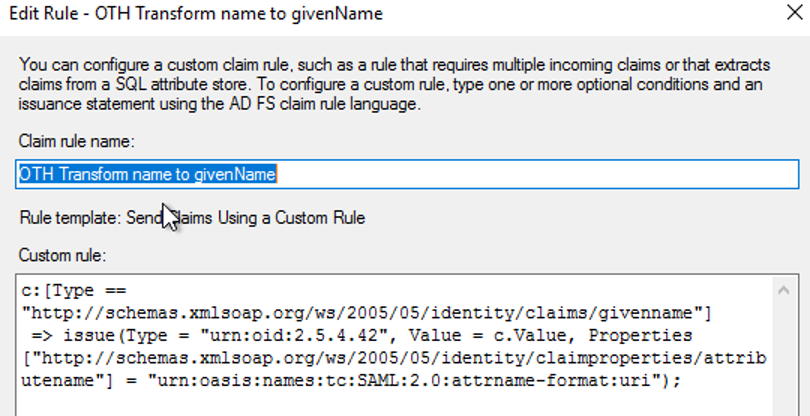 Edit Rule - OTH Transform name to givenName
You can configure a custom claim rule, such as a rule that requires multiple incoming claims or that extracts
claims from a SQL attribute store. To configure a custom rule, type one or more optional conditions and an
issuance statement using the AD FS claim rule language.
Claim rule name:
OTH Transform name to givenName
Rule template: Send Claims Using a Custom Rule
Custom rule:
c:[Type ==
"http://schemas.xmlsoap.org/ws/2005/05/identity/claims/givenname"]
 => issue(Type = "urn:oid:2.5.4.42", Value = c.Value, Properties
["http://schemas.xmlsoap.org/ws/2005/05/identity/claimproperties/attrib
utename"] = "urn:oasis:names:tc:SAML:2.0:attrname-format:uri");